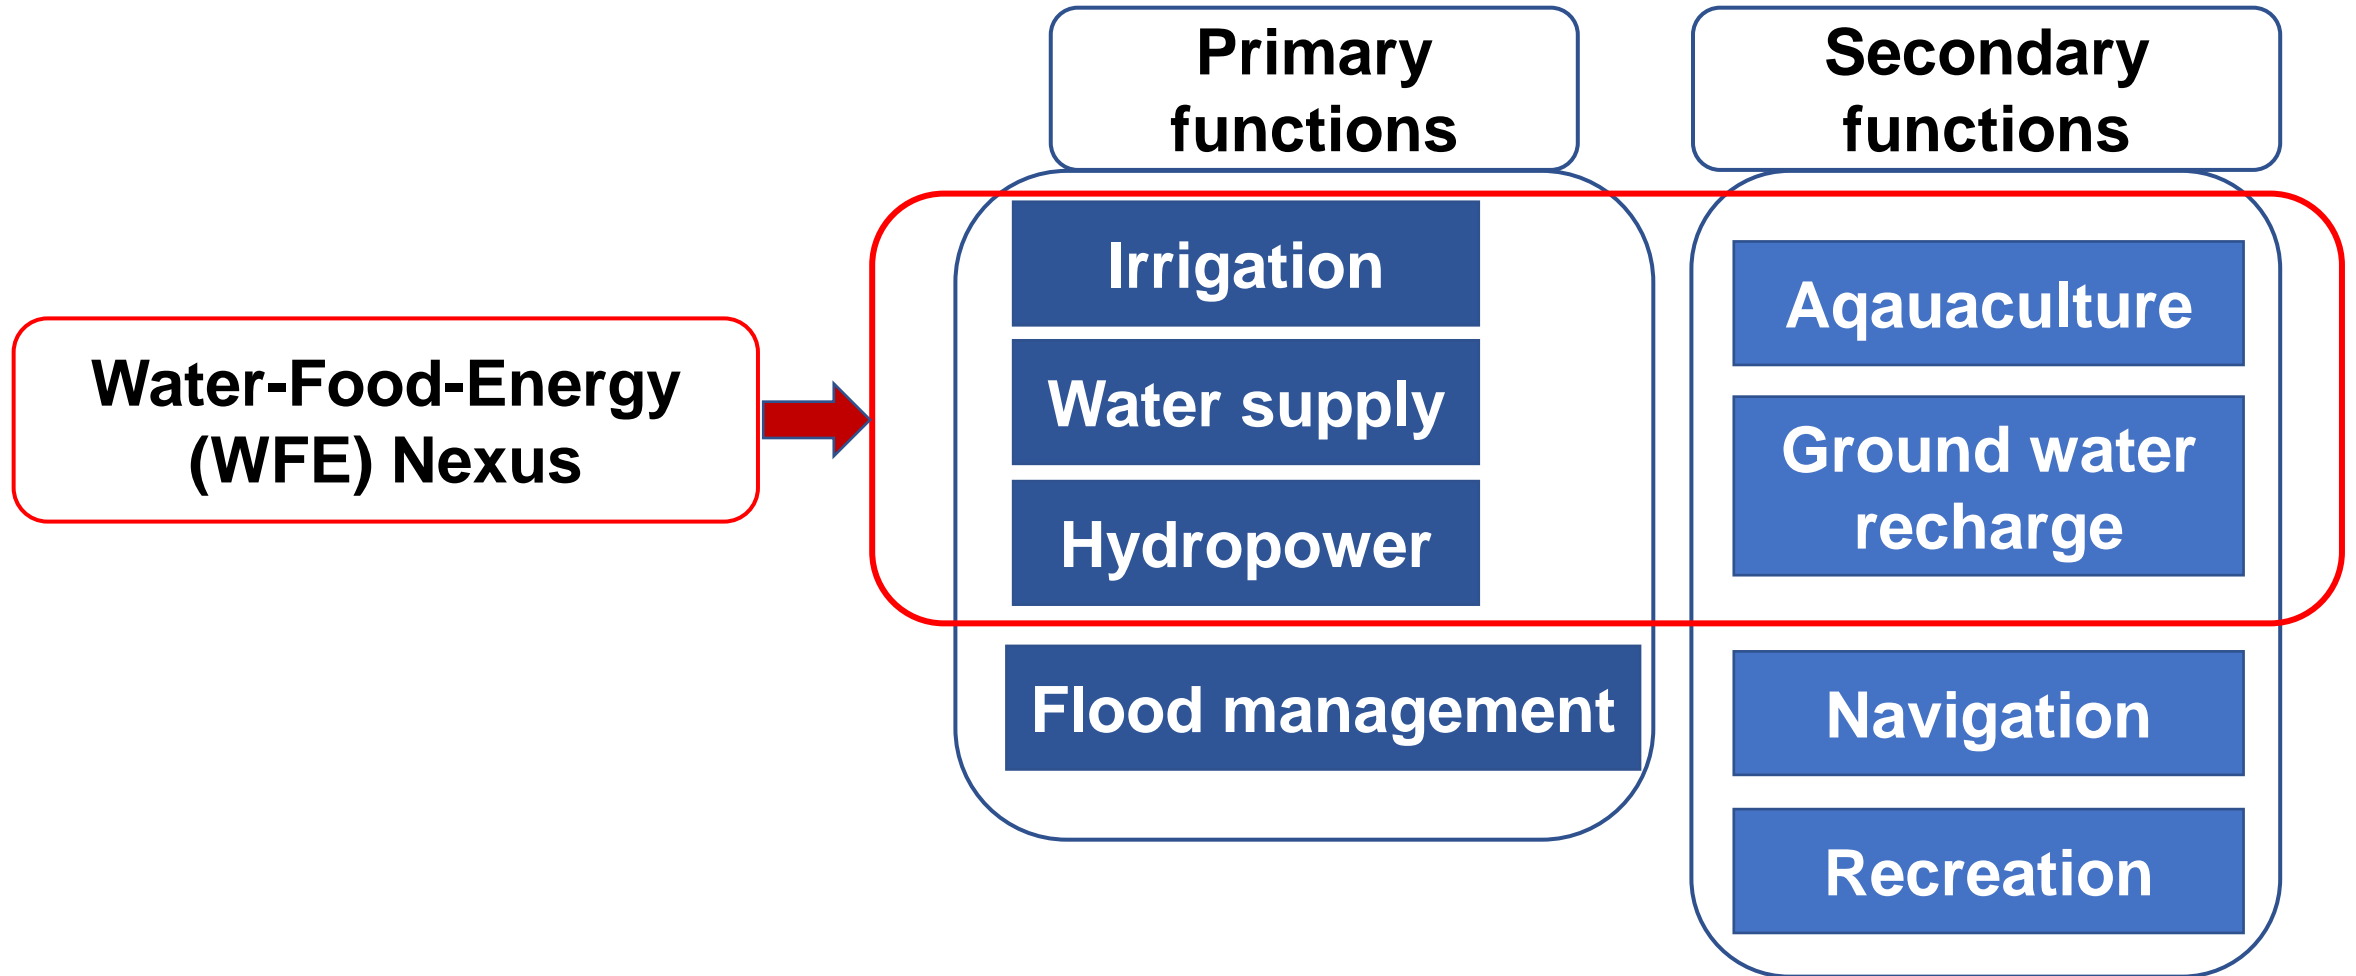 Primary
functions
Secondary
functions
Water-Food-Energy
(WFE) Nexus
Irrigation
Water supply
Hydropower
Flood management
Aqauaculture
Ground water
recharge
Navigation
Recreation